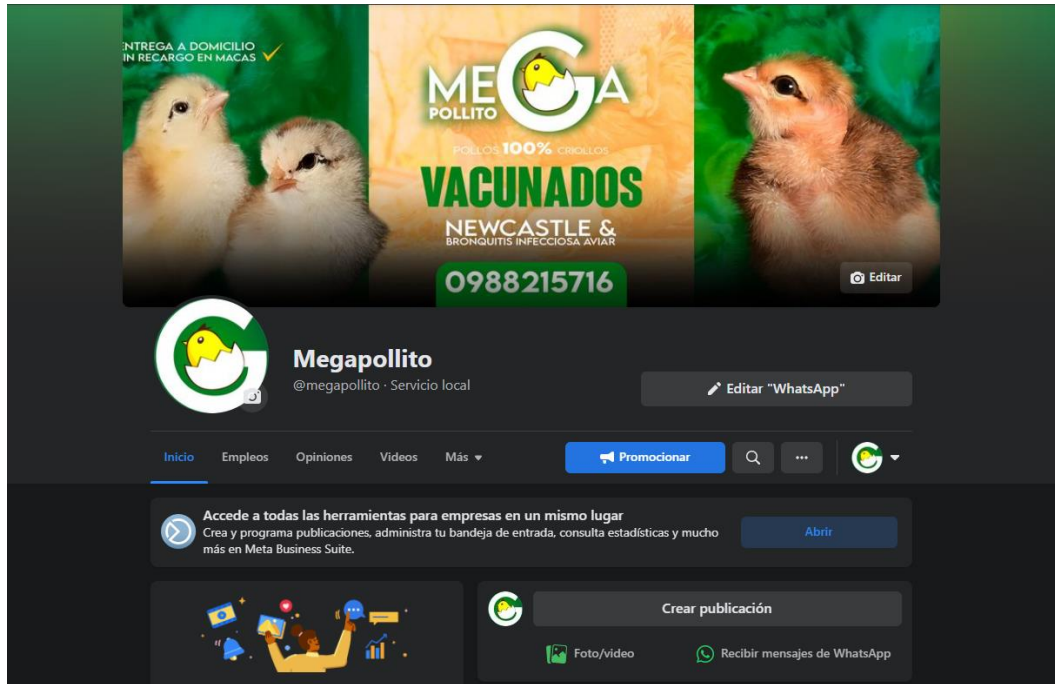 ENTREGA A DOMICILIO
IN RECARGO EN MACAS
MEGA
POLLITO
POLLOS 100% CRIOLLOS
VACUNADOS
NEWCASTLE &
BRONQUITIS INFECCIOSA AVIAR
0988215716
Editar
Megapollito
@megapollito · Servicio local
Editar "WhatsApp"
Inicio Empleos Opiniones Videos Más
Promocionar
Accede a todas las herramientas para empresas en un mismo lugar
Crea y programa publicaciones, administra tu bandeja de entrada, consulta estadísticas y mucho
más en Meta Business Suite.
Abrir
Crear publicación
Foto/video Recibir mensajes de WhatsApp